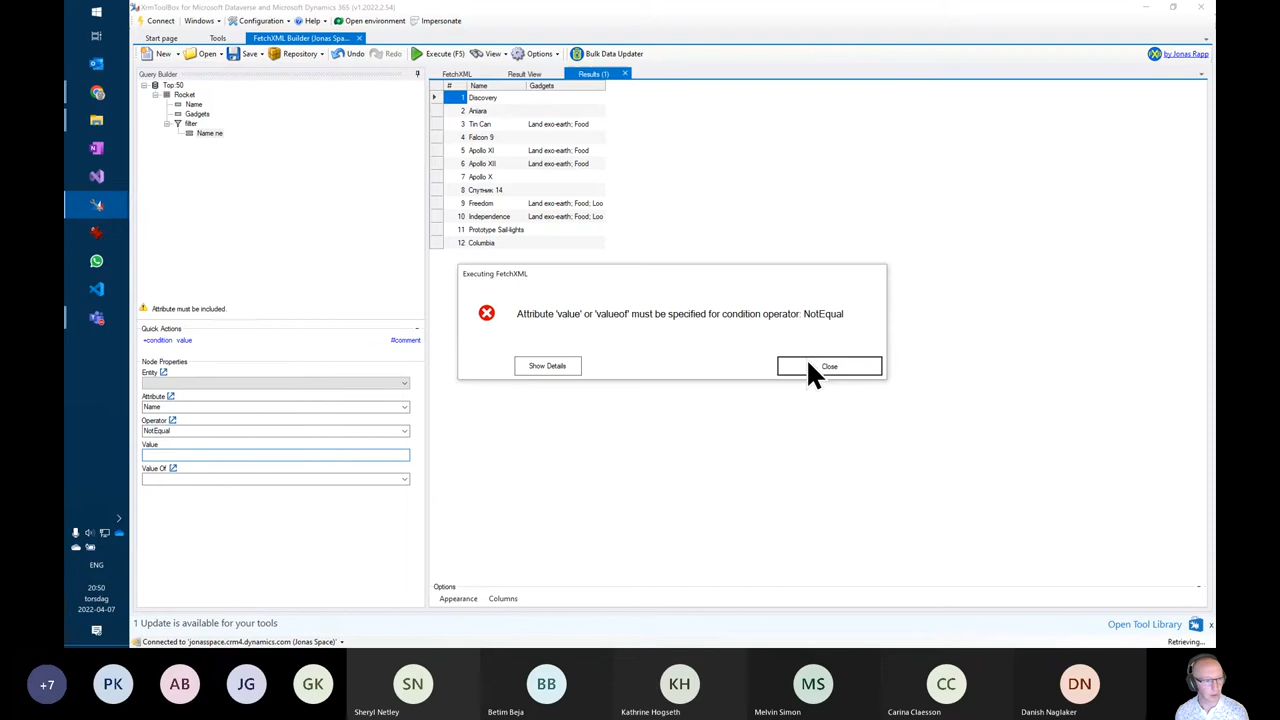 XrmToolBox for Microsoft Dataverse and Microsoft Dynamics 365 (v1.2022.2.54)
Connect Windows Configuration Help Open environment Impersonate
Start page Tools FetchXML Builder (Jonas Spa...
New Open Save Repository Undo Redo Execute (F5) View Options Bulk Data Updater by Jonas Rapp
Query Builder
FetchXML Result View Results (1)
Top:50
Rocket
Name
Gadgets
filter
Name ne
# Name Gadgets
1 Discovery
2 Aniara
3 Tin Can Land exo-earth; Food
4 Falcon 9
5 Apollo XI Land exo-earth; Food
6 Apollo XII Land exo-earth; Food
7 Apollo X
8 Спутник 14
9 Freedom Land exo-earth; Food; Loo
10 Independence Land exo-earth; Food; Loo
11 Prototype Sail-lights
12 Columbia
Executing FetchXML
Attribute 'value' or 'valueof' must be specified for condition operator: NotEqual
Show Details
Close
Attribute must be included.
Quick Actions
+condition value #comment
Node Properties
Entity
Attribute
Name
Operator
NotEqual
Value
Value Of
Options
Appearance Columns
1 Update is available for your tools
Open Tool Library x
Connected to 'jonasspace.crm4.dynamics.com (Jonas Space)'
Retrieving...
ENG
20:50
torsdag
2022-04-07
+7 PK AB JG GK SN BB KH MS CC DN
Sheryl Netley Betim Beja Kathrine Hogseth Melvin Simon Carina Claesson Danish Naglaker